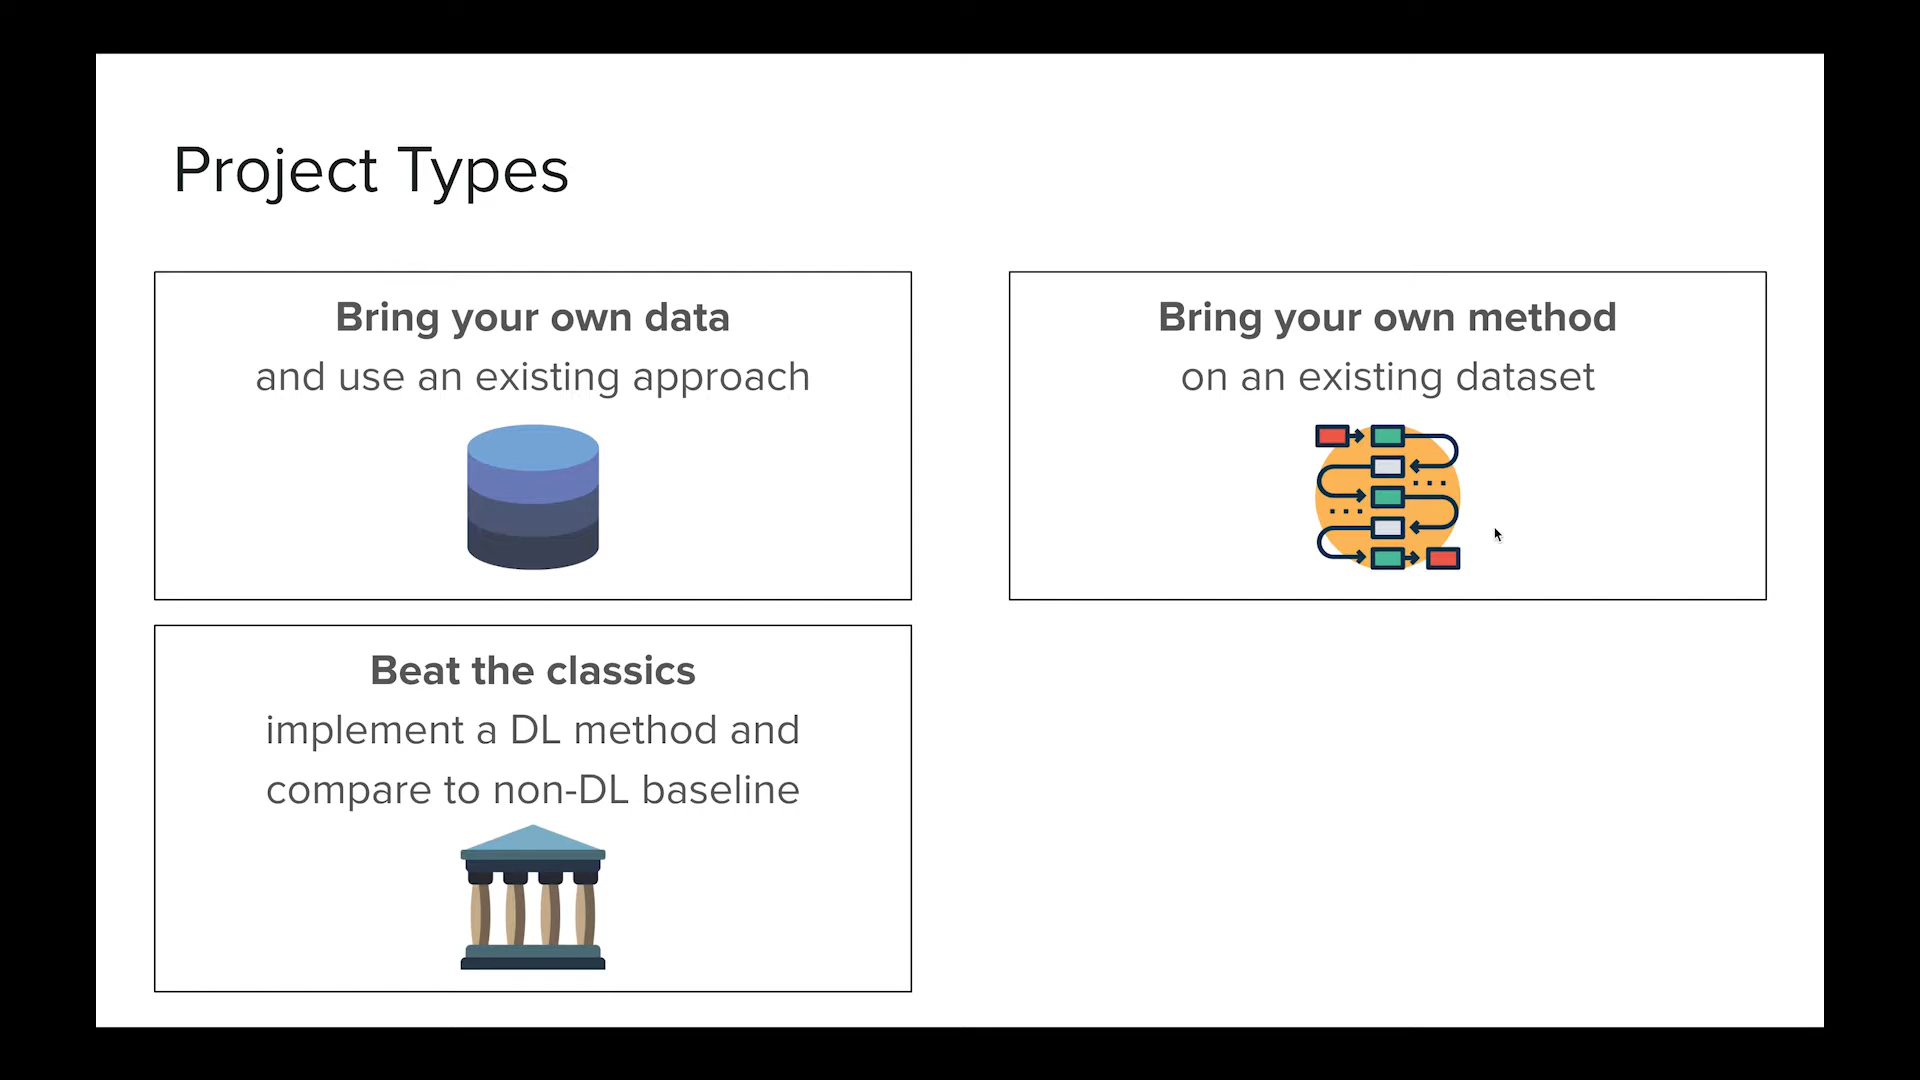 Project Types
Bring your own data
and use an existing approach
Bring your own method
on an existing dataset
Beat the classics
implement a DL method and
compare to non-DL baseline